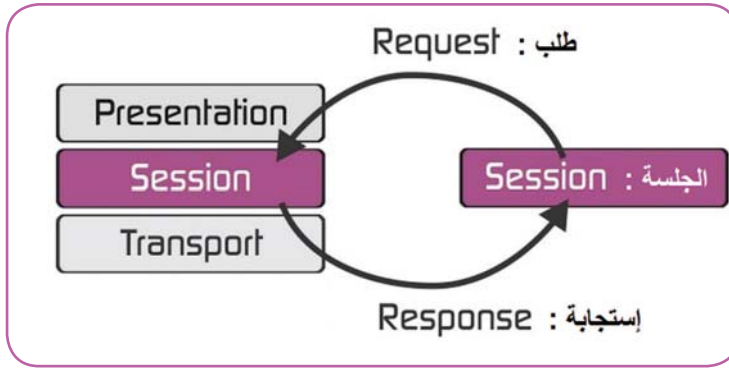 Request : طلب
Presentation
Session
Session : الجلسة
Transport
Response : إستجابة